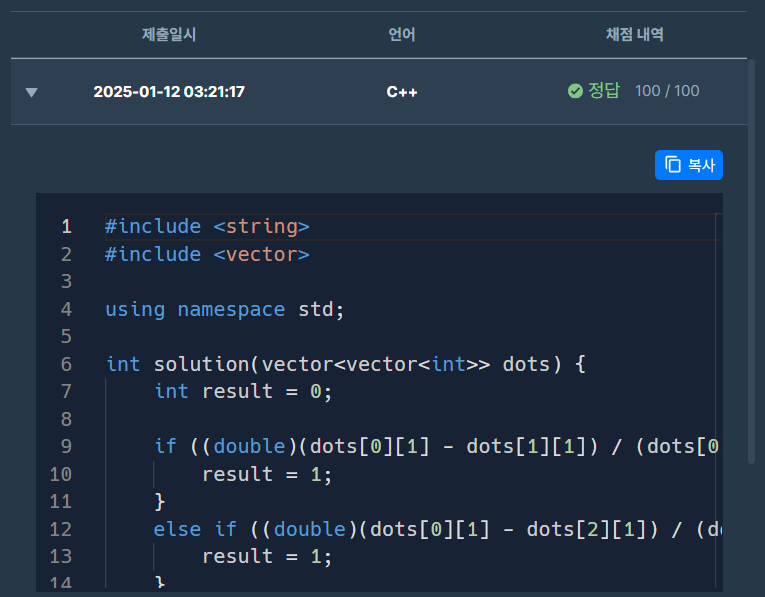 제출일시 언어 채점 내역
▼ 2025-01-12 03:21:17 C++ 정답 100 / 100
복사
1 #include <string>
2 #include <vector>
3
4 using namespace std;
5
6 int solution(vector<vector<int>> dots) {
7 int result = 0;
8
9 if ((double)(dots[0][1] - dots[1][1]) / (dots[0
10 result = 1;
11 }
12 else if ((double)(dots[0][1] - dots[2][1]) / (do
13 result = 1;
14 }